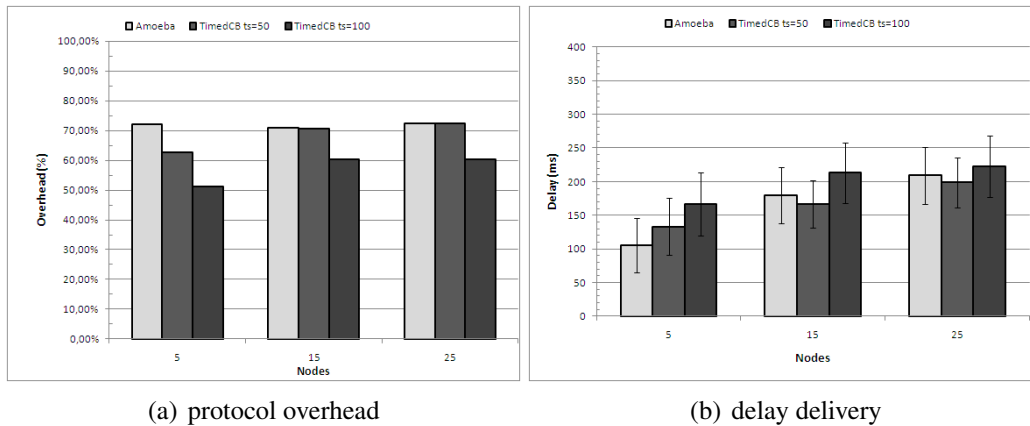 Amoeba TimedCB ts=50 TimedCB ts=100
100,00%
90,00%
80,00%
70,00%
60,00%
50,00%
40,00%
30,00%
20,00%
10,00%
0,00%
Overhead (%)
5 15 25
Nodes
(a) protocol overhead
Amoeba TimedCB ts=50 TimedCB ts=100
400
350
300
250
200
150
100
50
0
Delay (ms)
5 15 25
Nodes
(b) delay delivery